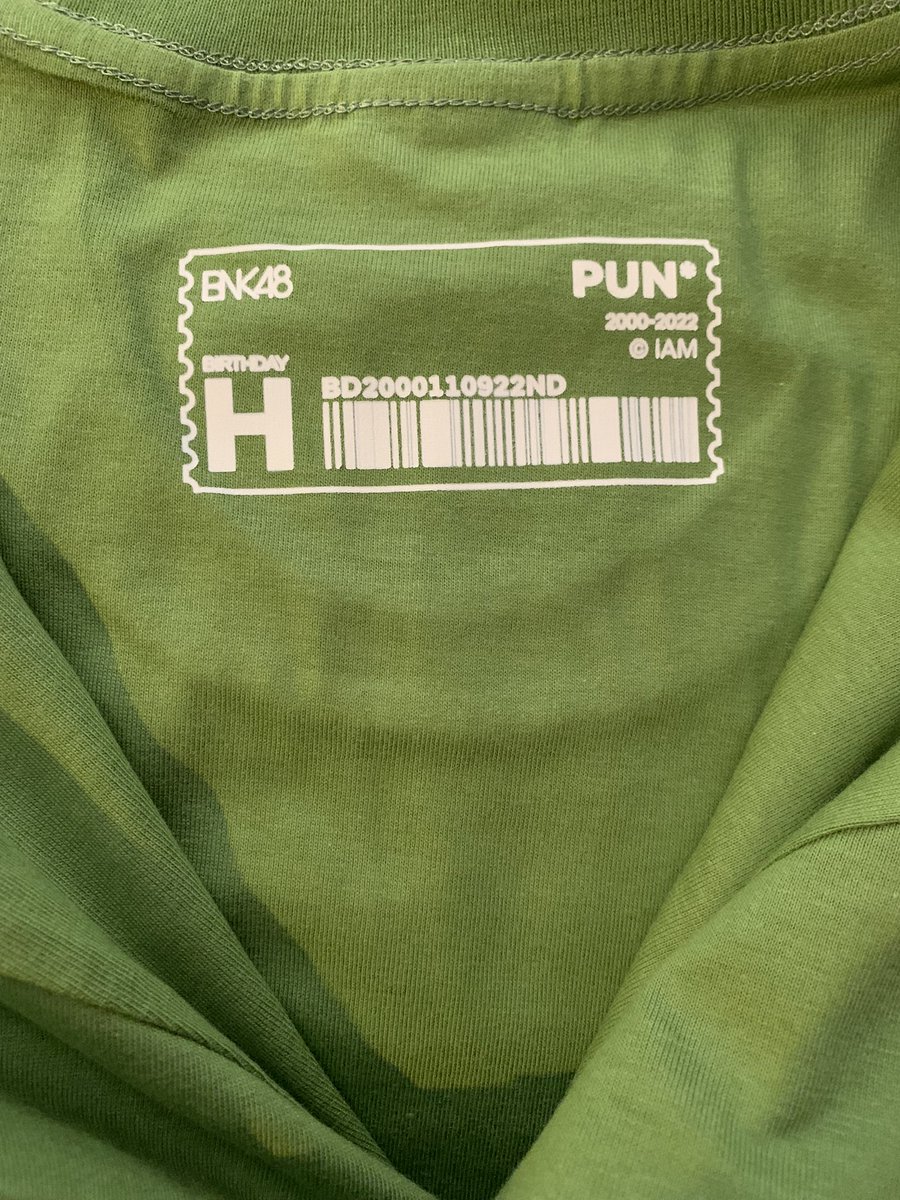 BNK48
PUN*
2000-2022
© IAM
BIRTHDAY
H
BD2000110922ND